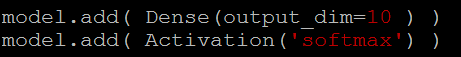 model.add( Dense(output_dim=10 ) )
model.add( Activation('softmax') )